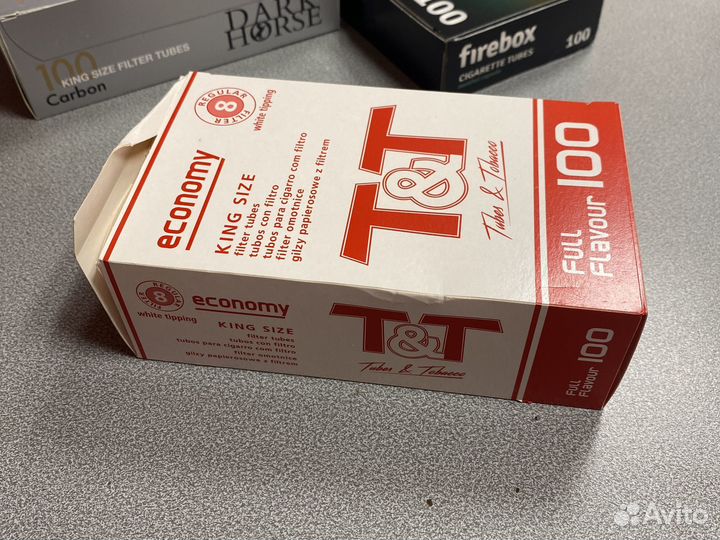 DARK
HORSE
100
KING SIZE FILTER TUBES
Carbon
100
firebox
CIGARETTE TUBES
100
REGULAR
8
FILTER
white tipping
economy
KING SIZE
filter tubes
tubos con filtro
tubos para cigarro com filtro
filter omotnice
gilzy papierosowe z filtrem
T&T
Tubes & Tobacco
FULL
Flavour
100
REGULAR
8
FILTER
white tipping
economy
KING SIZE
filter tubes
tubos con filtro
tubos para cigarro com filtro
filter omotnice
gilzy papierosowe z filtrem
T&T
Tubes & Tobacco
FULL
Flavour
100
Avito